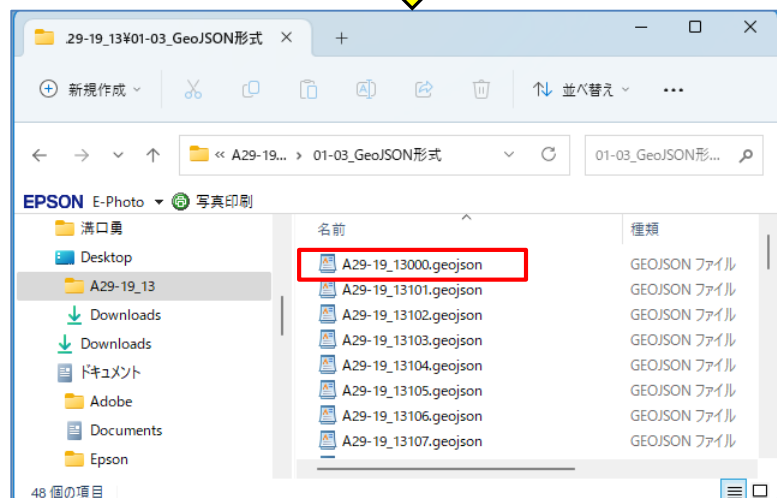 .29-19_13¥01-03_GeoJSON形式
新規作成
並べ替え
« A29-19... › 01-03_GeoJSON形式
01-03_GeoJSON形...
EPSON E-Photo 写真印刷
名前 種類
溝口勇
Desktop
A29-19_13
Downloads
Downloads
ドキュメント
Adobe
Documents
Epson
A29-19_13000.geojson GEOJSON ファイル
A29-19_13101.geojson GEOJSON ファイル
A29-19_13102.geojson GEOJSON ファイル
A29-19_13103.geojson GEOJSON ファイル
A29-19_13104.geojson GEOJSON ファイル
A29-19_13105.geojson GEOJSON ファイル
A29-19_13106.geojson GEOJSON ファイル
A29-19_13107.geojson GEOJSON ファイル
48 個の項目